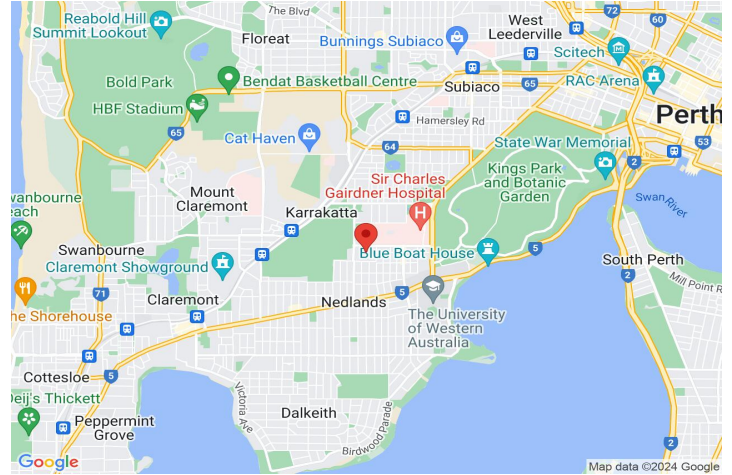 The Blvd
72
60
Reabold Hill
Summit Lookout
West
Leederville
Floreat
Bunnings Subiaco
Scitech
Bold Park
Bendat Basketball Centre
RAC Arena
Subiaco
65
HBF Stadium
Perth
Hamersley Rd
65
Cat Haven
64
State War Memorial
53
2
Sir Charles
Gairdner Hospital
Kings Park
and Botanic
Garden
Mount
Claremont
Swan River
Karrakatta
wanbourne
each
Swanbourne
Blue Boat House
5
Claremont Showground
South Perth
2
Mill Point R
71
Claremont
Nedlands
5
he Shorehouse
The University
of Western
Australia
Cottesloe
5
Deij's Thickett
Victoria Ave
Dalkeith
Peppermint
Grove
Birdwood Parade
2
Google
Map data ©2024 Google